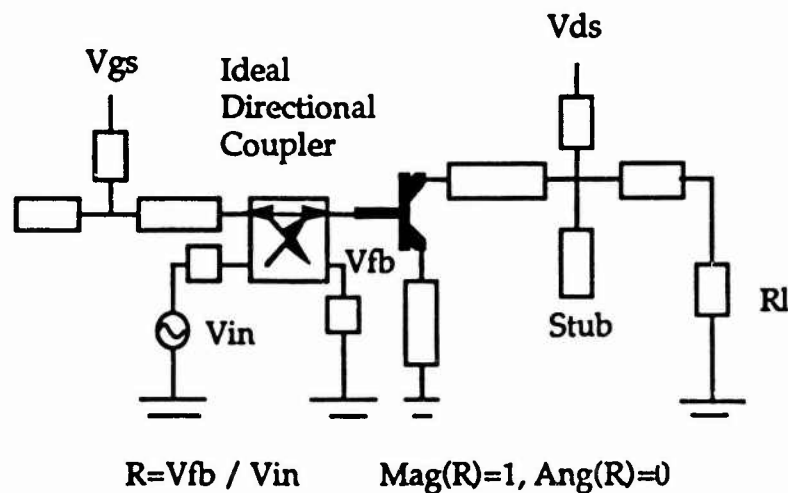 Vds
Vgs
Ideal
Directional
Coupler
Vfb
Vin
Stub
Rl
R=Vfb / Vin Mag(R)=1, Ang(R)=0